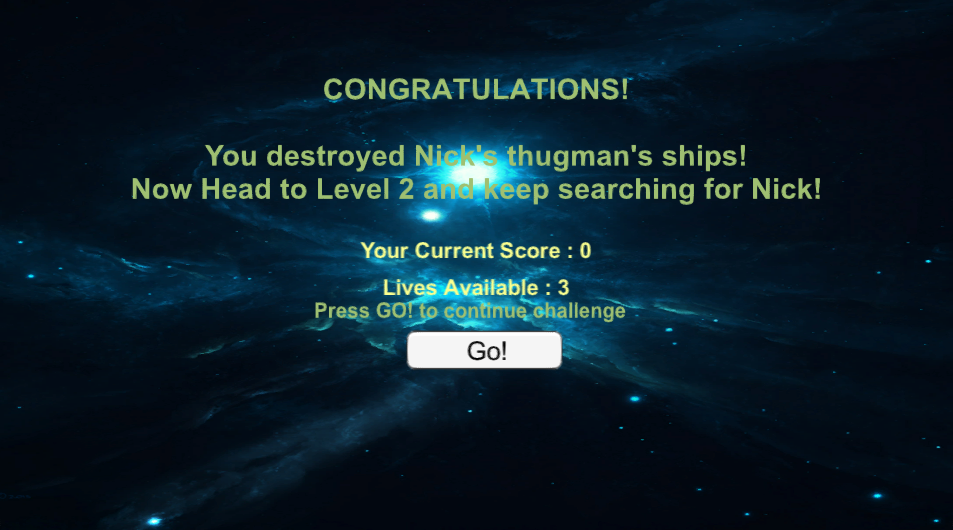 CONGRATULATIONS!
You destroyed Nick's thugman's ships!
Now Head to Level 2 and keep searching for Nick!
Your Current Score : 0
Lives Available : 3
Press GO! to continue challenge
Go!